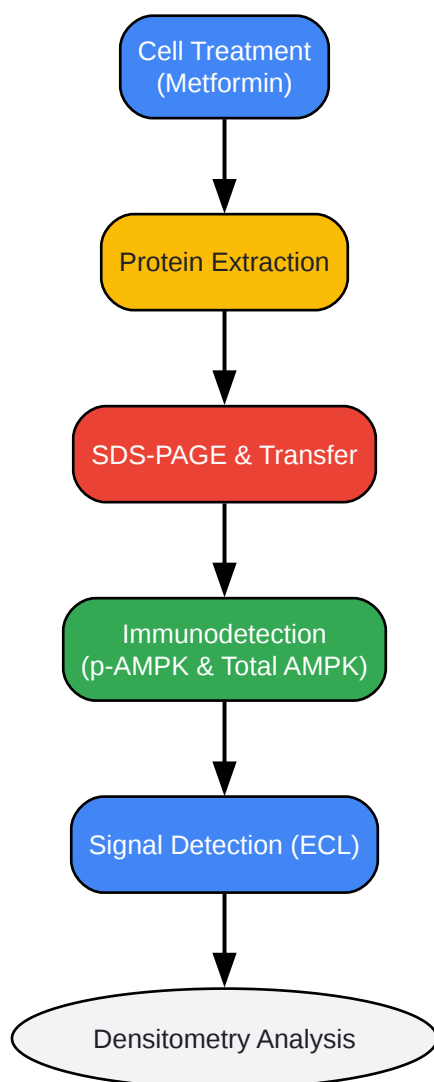 Cell Treatment
(Metformin)
Protein Extraction
SDS-PAGE & Transfer
Immunodetection
(p-AMPK & Total AMPK)
Signal Detection (ECL)
Densitometry Analysis